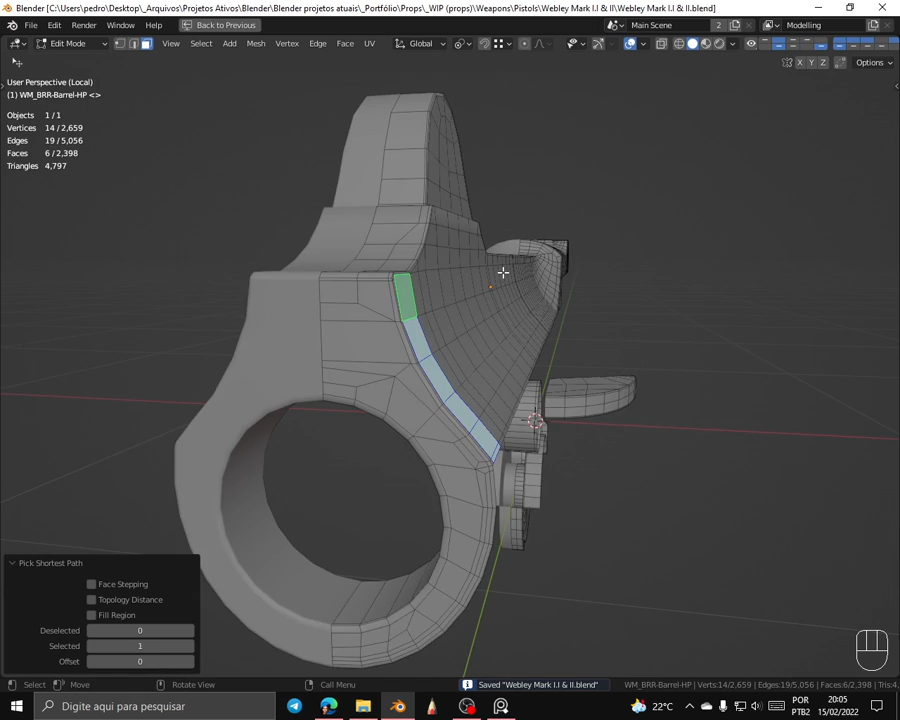 Blender [C:\Users\pedro\Desktop\_Arquivos\Projetos Ativos\Blender\Blender projetos atuais\_Portfólio\Props\_WIP (props)\Weapons\Pistols\Webley Mark I.I & II\Webley Mark I.I & II.blend]
File Edit Render Window Help Back to Previous Main Scene 2 Modelling
Edit Mode View Select Add Mesh Vertex Edge Face UV Global
X Y Z Options
User Perspective (Local)
(1) WM_BRR-Barrel-HP <>
Objects 1/1
Vertices 14/2,659
Edges 19/5,056
Faces 6/2,398
Triangles 4,797
Pick Shortest Path
Face Stepping
Topology Distance
Fill Region
Deselected 0
Selected 1
Offset 0
Select Move Rotate View Call Menu Saved "Webley Mark I.I & II.blend" WM_BRR-Barrel-HP | Verts:14/2,659 | Edges:19/5,056 | Faces:6/2,398 | Tris:4,
Digite aqui para pesquisar 22°C POR PTB2 20:05 15/02/2022